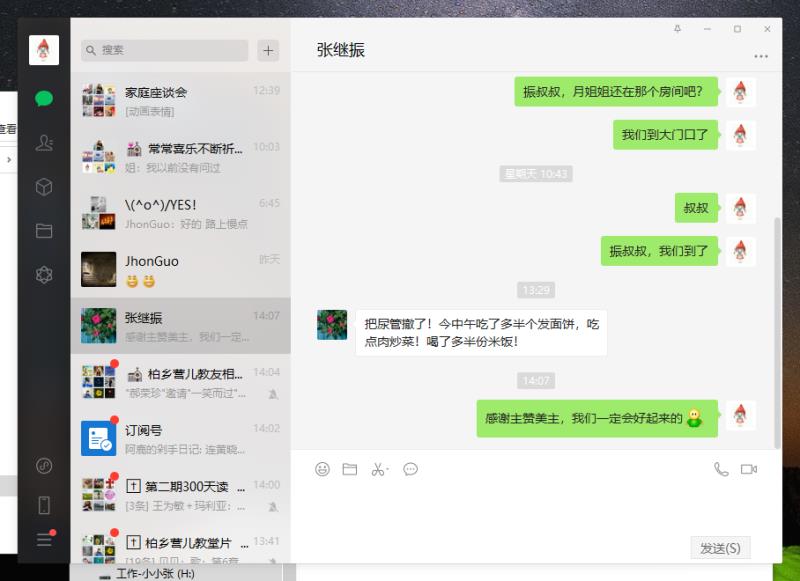 搜索
张继振
查看
家庭座谈会 12:39
[动画表情]
常常喜乐不断祈... 10:03
姐：我以前没有问过
\(^o^)/YES! 6:45
JhonGuo：好的 路上慢点
JhonGuo 昨天
张继振 14:07
感谢主赞美主，我们一定...
柏乡蕾儿教友相... 14:04
"郝荣珍"邀请"一笑而过"...
订阅号 14:02
阿鹿的剁手日记: 连黄晓...
第二期300天读 ... 14:00
[3条] 王为敏+玛利亚：...
柏乡蕾儿教堂片 ... 13:41
振叔叔，月姐姐还在那个房间吧？
我们到大门口了
星期天 10:43
叔叔
振叔叔，我们到了
13:29
把尿管撤了！今中午吃了多半个发面饼，吃
点肉炒菜！喝了多半份米饭！
14:07
感谢主赞美主，我们一定会好起来的
发送(S)
工作-小小张 (H:)